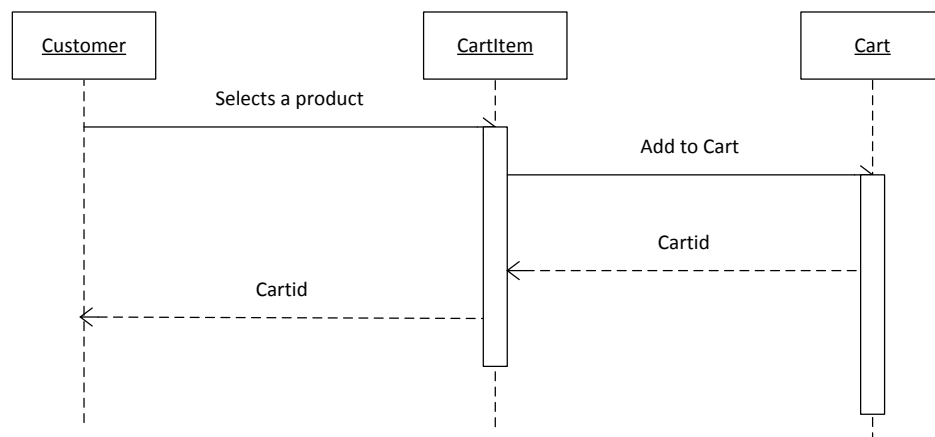 Customer
CartItem
Cart
Selects a product
Add to Cart
Cartid
Cartid